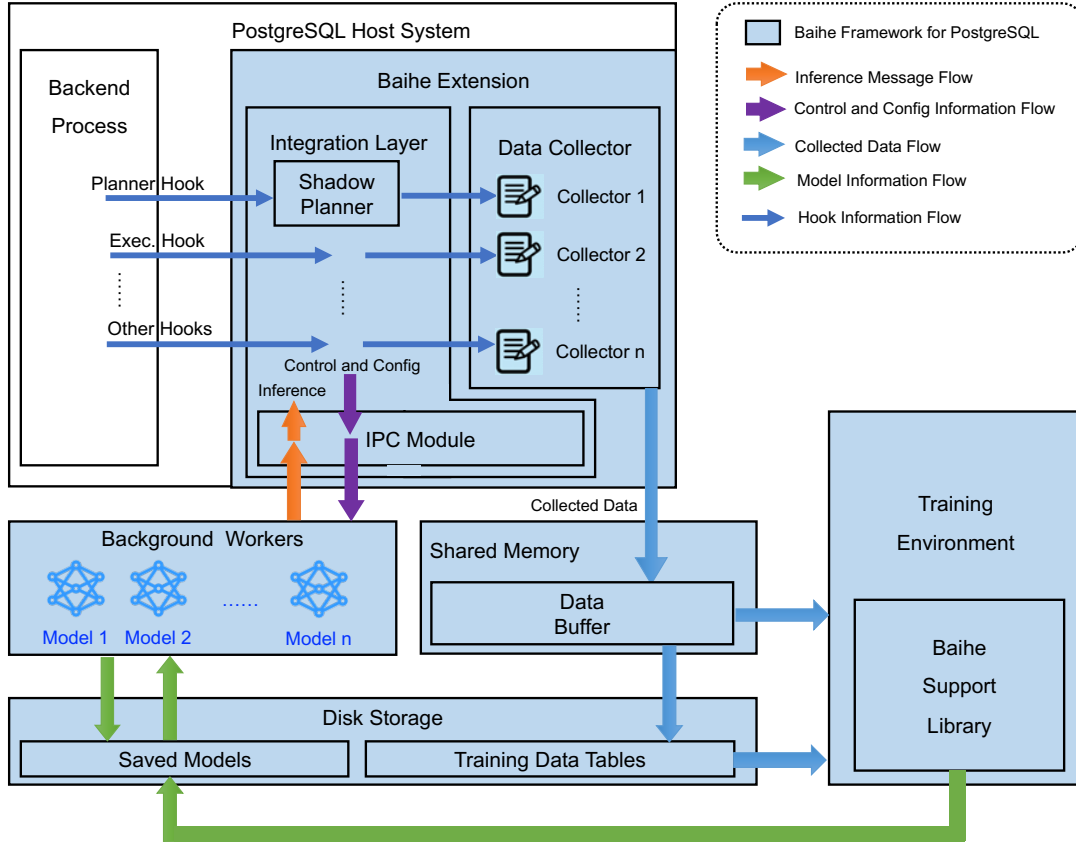 PostgreSQL Host System
Backend
Process
Baihe Extension
Integration Layer
Shadow
Planner
Data Collector
Planner Hook
Collector 1
Exec. Hook
Collector 2
Other Hooks
Collector n
Control and Config
Inference
IPC Module
Collected Data
Baihe Framework for PostgreSQL
Inference Message Flow
Control and Config Information Flow
Collected Data Flow
Model Information Flow
Hook Information Flow
Background Workers
......
Model 1
Model 2
Model n
Shared Memory
Data
Buffer
Training
Environment
Baihe
Support
Library
Disk Storage
Saved Models
Training Data Tables